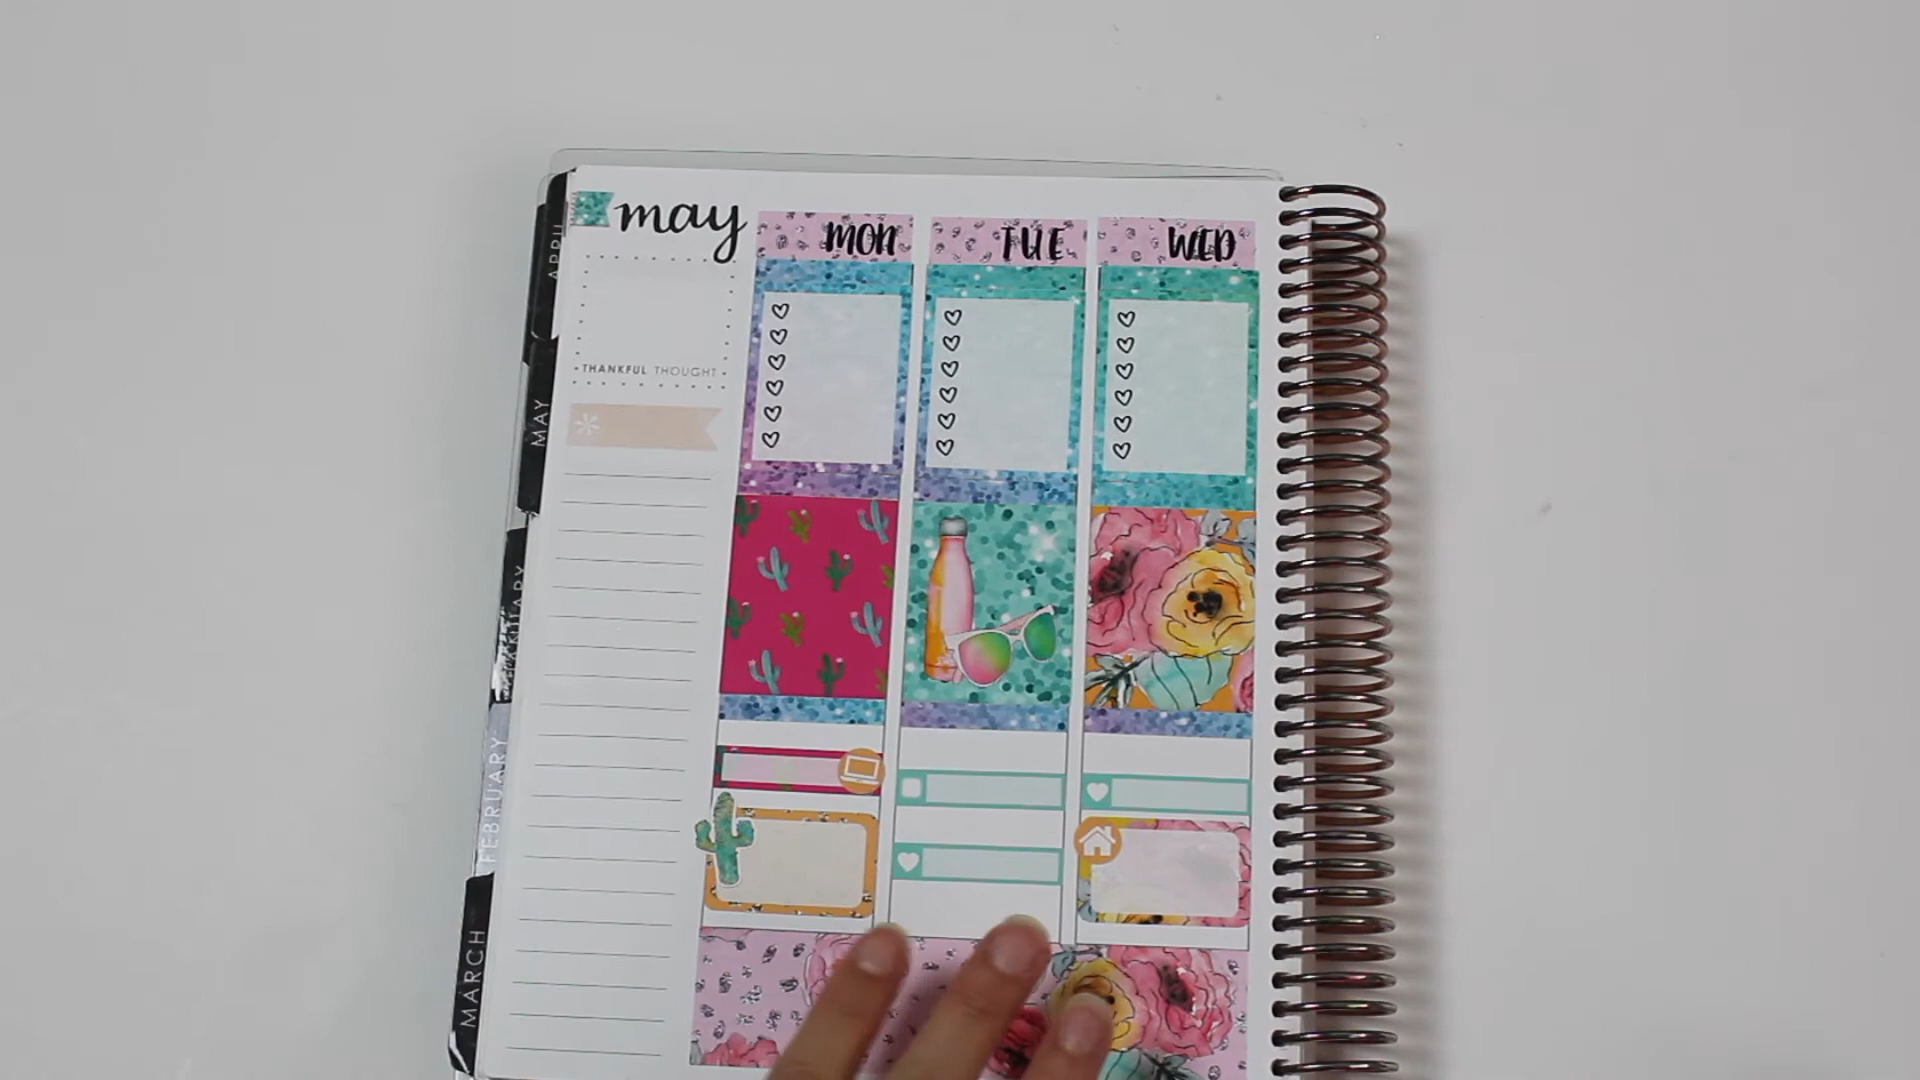 may
MON
TUE
WED
THANKFUL THOUGHT
APRIL
MAY
FEBRUARY
MARCH